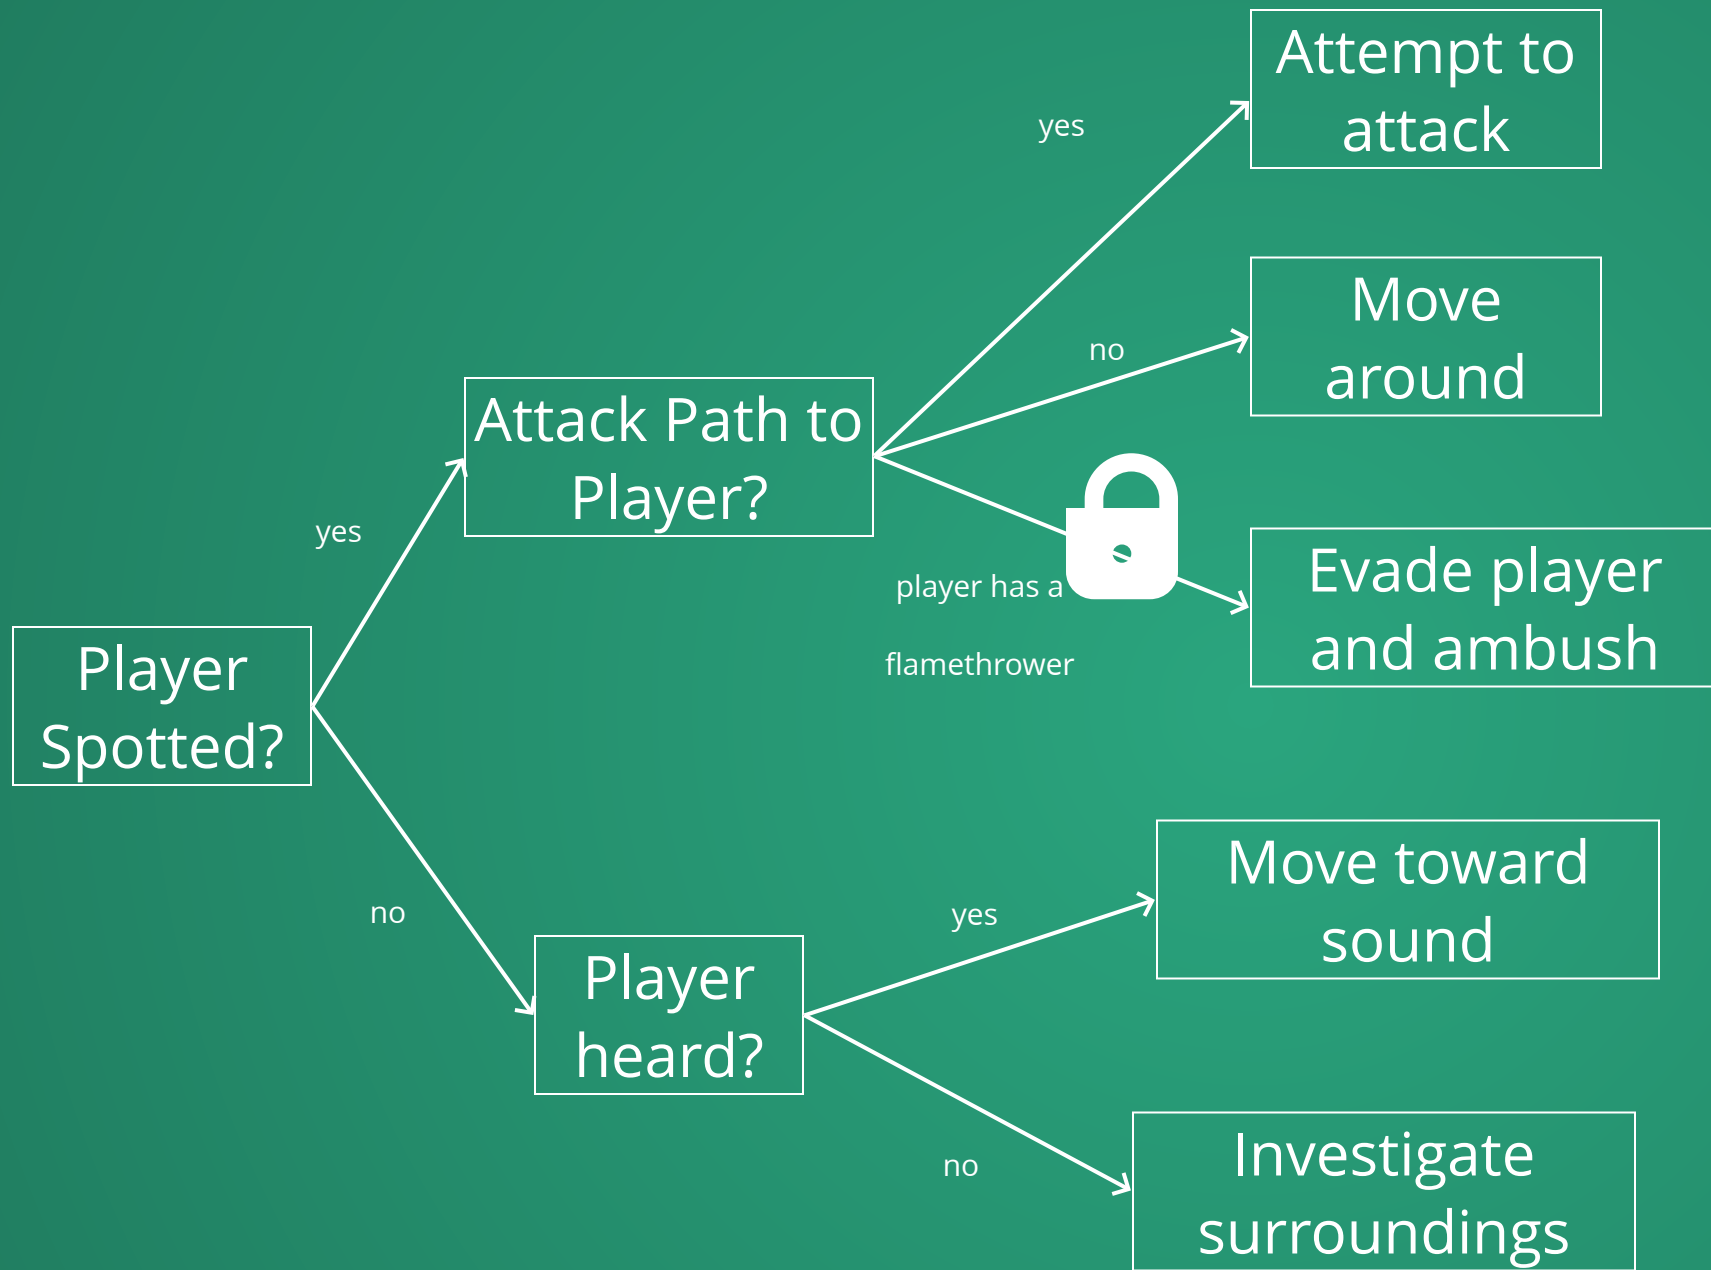 Attempt to
attack
yes
Move
around
no
Attack Path to
Player?
yes
player has a
flamethrower
Evade player
and ambush
Player
Spotted?
no
Move toward
sound
yes
Player
heard?
no
Investigate
surroundings